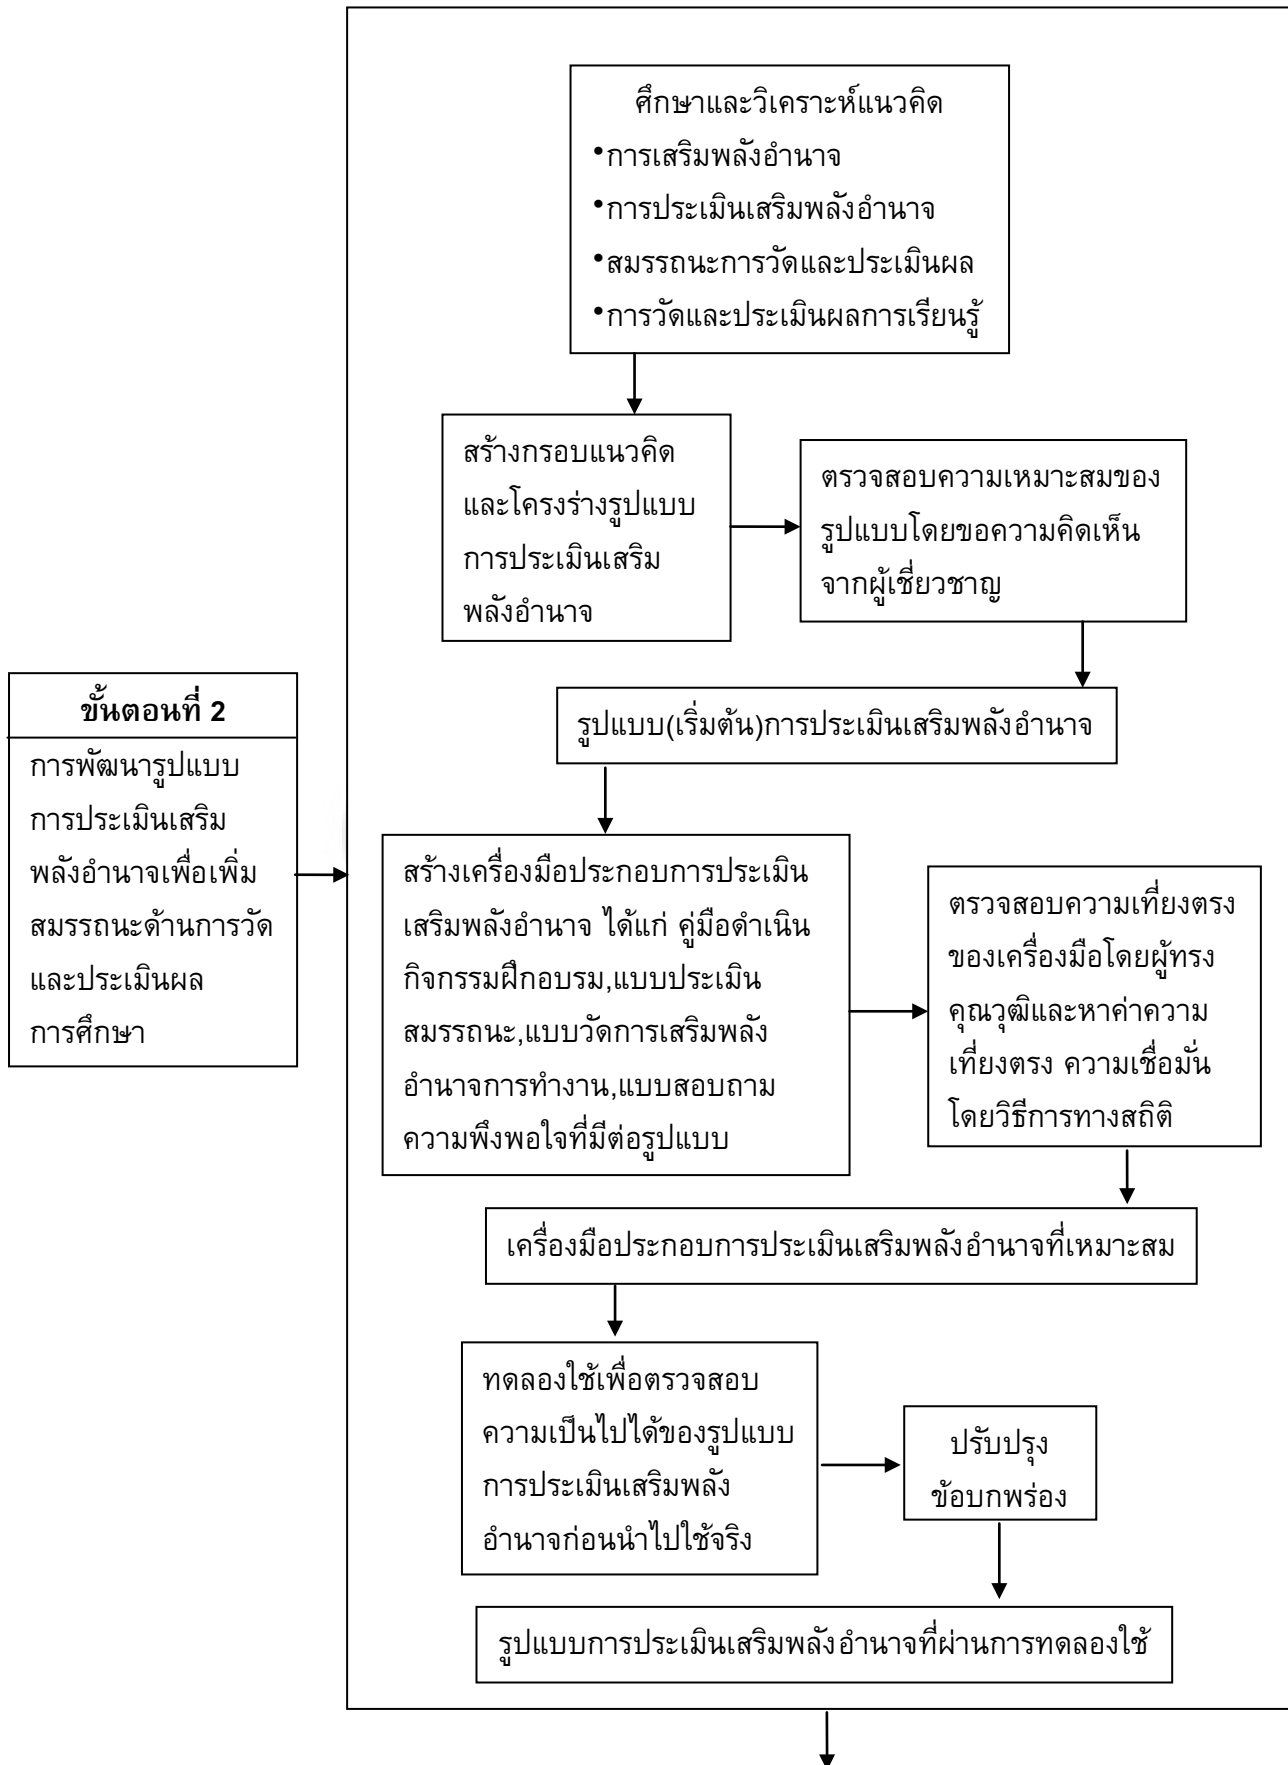 ศึกษาและวิเคราะห์แนวคิด
•การเสริมพลังอำนาจ
•การประเมินเสริมพลังอำนาจ
•สมรรถนะการวัดและประเมินผล
•การวัดและประเมินผลการเรียนรู้
สร้างกรอบแนวคิด
และโครงร่างรูปแบบ
การประเมินเสริม
พลังอำนาจ
ตรวจสอบความเหมาะสมของ
รูปแบบโดยขอความคิดเห็น
จากผู้เชี่ยวชาญ
รูปแบบ(เริ่มต้น)การประเมินเสริมพลังอำนาจ
ขั้นตอนที่ 2
การพัฒนารูปแบบ
การประเมินเสริม
พลังอำนาจเพื่อเพิ่ม
สมรรถนะด้านการวัด
และประเมินผล
การศึกษา
สร้างเครื่องมือประกอบการประเมิน
เสริมพลังอำนาจ ได้แก่ คู่มือดำเนิน
กิจกรรมฝึกอบรม,แบบประเมิน
สมรรถนะ,แบบวัดการเสริมพลัง
อำนาจการทำงาน,แบบสอบถาม
ความพึงพอใจที่มีต่อรูปแบบ
ตรวจสอบความเที่ยงตรง
ของเครื่องมือโดยผู้ทรง
คุณวุฒิและหาค่าความ
เที่ยงตรง ความเชื่อมั่น
โดยวิธีการทางสถิติ
เครื่องมือประกอบการประเมินเสริมพลังอำนาจที่เหมาะสม
ทดลองใช้เพื่อตรวจสอบ
ความเป็นไปได้ของรูปแบบ
การประเมินเสริมพลัง
อำนาจก่อนนำไปใช้จริง
ปรับปรุง
ข้อบกพร่อง
รูปแบบการประเมินเสริมพลังอำนาจที่ผ่านการทดลองใช้